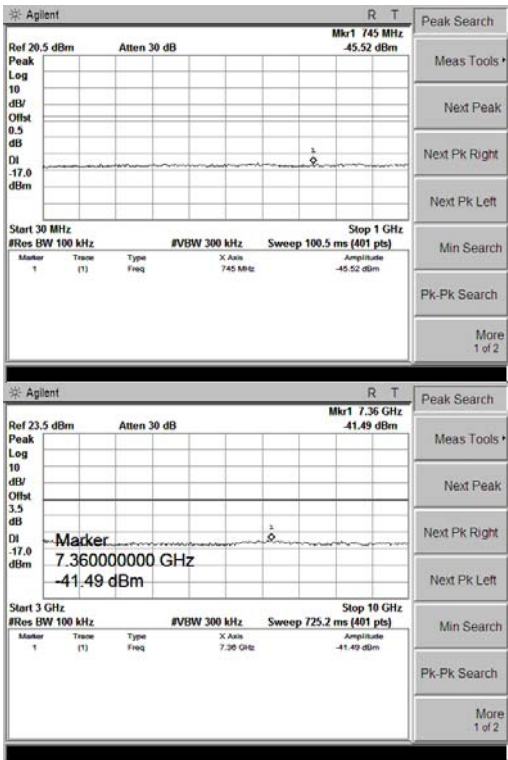 Agilent R T
Mkr1 745 MHz
Ref 20.5 dBm Atten 30 dB -45.52 dBm
Peak
Log
10
dB/
Offst
0.5
dB
DI
-17.0
dBm
1
Start 30 MHz Stop 1 GHz
#Res BW 100 kHz #VBW 300 kHz Sweep 100.5 ms (401 pts)
Marker Trace Type X Axis Amplitude
1 (1) Freq 745 MHz -45.52 dBm
Peak Search
Meas Tools
Next Peak
Next Pk Right
Next Pk Left
Min Search
Pk-Pk Search
More
1 of 2
Agilent R T
Mkr1 7.36 GHz
Ref 23.5 dBm Atten 30 dB -41.49 dBm
Peak
Log
10
dB/
Offst
3.5
dB
DI
-17.0
dBm
1
Marker
7.360000000 GHz
-41.49 dBm
Start 3 GHz Stop 10 GHz
#Res BW 100 kHz #VBW 300 kHz Sweep 725.2 ms (401 pts)
Marker Trace Type X Axis Amplitude
1 (1) Freq 7.36 GHz -41.49 dBm
Peak Search
Meas Tools
Next Peak
Next Pk Right
Next Pk Left
Min Search
Pk-Pk Search
More
1 of 2